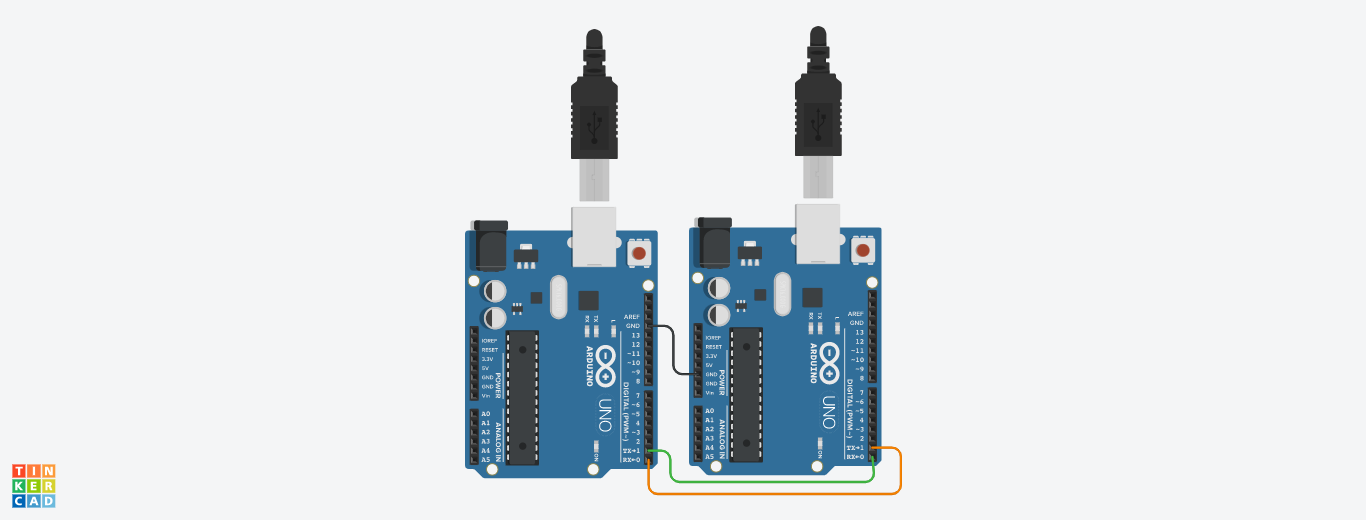 RX TX L
AREF
GND
13
12
~11
~10
~9
8
7
~6
~5
4
~3
2
TX→1
RX←0
DIGITAL (PWM~)
ARDUINO
UNO
ON
IOREF
RESET
3.3V
5V
GND
GND
Vin
POWER
A0
A1
A2
A3
A4
A5
ANALOG IN
RX TX L
AREF
GND
13
12
~11
~10
~9
8
7
~6
~5
4
~3
2
TX→1
RX←0
DIGITAL (PWM~)
ARDUINO
UNO
ON
IOREF
RESET
3.3V
5V
GND
GND
Vin
POWER
A0
A1
A2
A3
A4
A5
ANALOG IN
TIN
KER
CAD